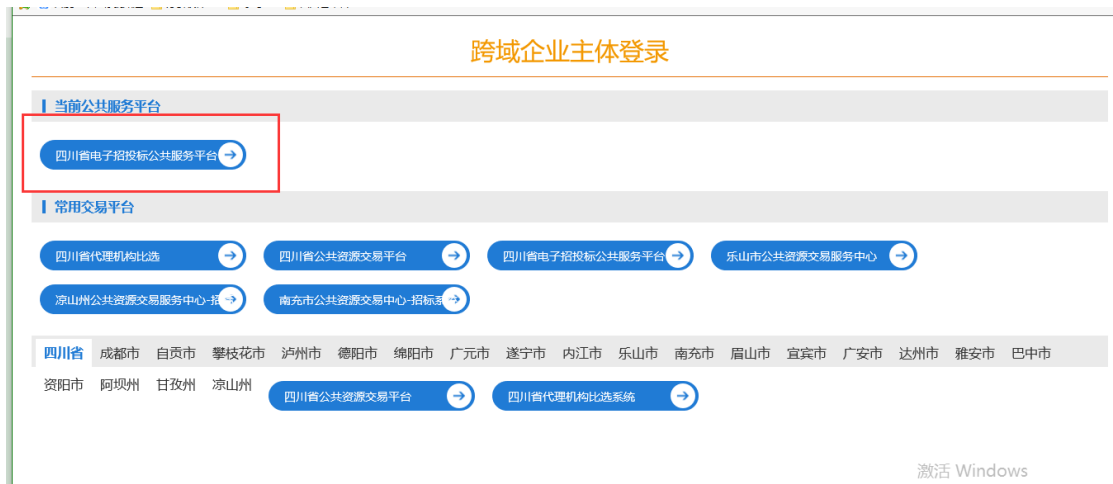 跨域企业主体登录
当前公共服务平台
四川省电子招投标公共服务平台
常用交易平台
四川省代理机构比选 四川省公共资源交易平台 四川省电子招投标公共服务平台 乐山市公共资源交易服务中心
凉山州公共资源交易服务中心-招 南充市公共资源交易中心-招标系
四川省 成都市 自贡市 攀枝花市 泸州市 德阳市 绵阳市 广元市 遂宁市 内江市 乐山市 南充市 眉山市 宜宾市 广安市 达州市 雅安市 巴中市
资阳市 阿坝州 甘孜州 凉山州 四川省公共资源交易平台 四川省代理机构比选系统
激活 Windows